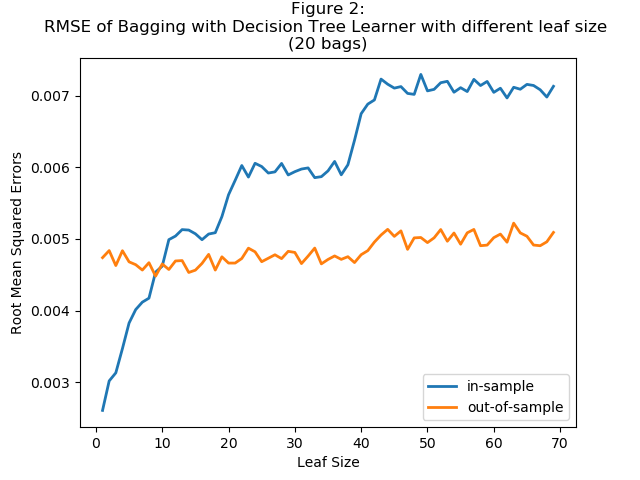 Figure 2:
RMSE of Bagging with Decision Tree Learner with different leaf size
(20 bags)
0.007
0.006
0.005
0.004
0.003
Root Mean Squared Errors
in-sample
out-of-sample
0 10 20 30 40 50 60 70
Leaf Size